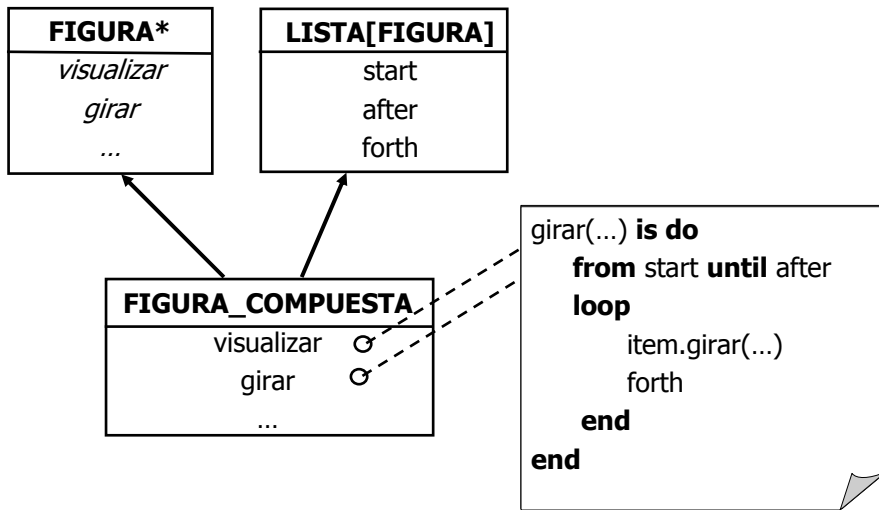 FIGURA*
visualizar
girar
...
LISTA[FIGURA]
start
after
forth
FIGURA_COMPUESTA
visualizar
girar
...
girar(...) is do
from start until after
loop
item.girar(...)
forth
end
end